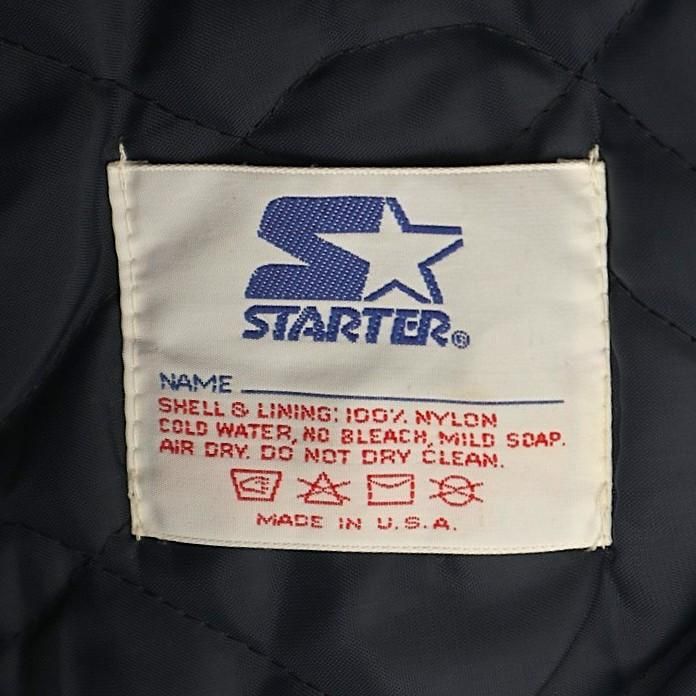 STARTER®
NAME
SHELL & LINING: 100% NYLON
COLD WATER, NO BLEACH, MILD SOAP.
AIR DRY. DO NOT DRY CLEAN.
MADE IN U.S.A.